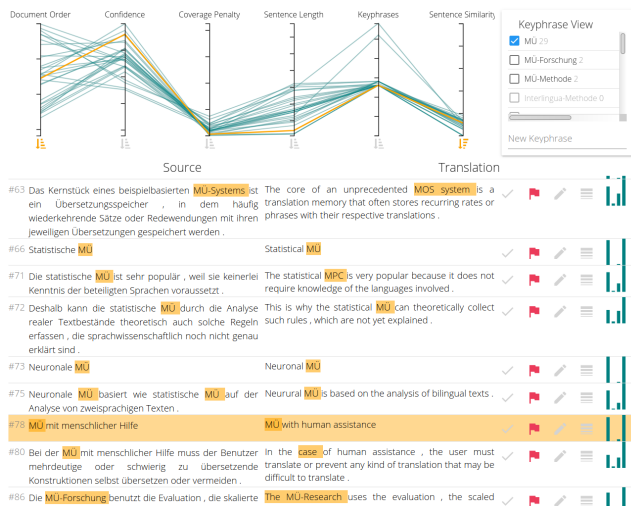 Document Order Confidence Coverage Penalty Sentence Length Keyphrases Sentence Similarity
Keyphrase View
MÜ 29
MÜ-Forschung 2
MÜ-Methode 2
Interlingua-Methode 0
New Keyphrase
Source Translation
#63 Das Kernstück eines beispielbasierten MÜ-Systems ist
ein Übersetzungsspeicher , in dem häufig
wiederkehrende Sätze oder Redewendungen mit ihren
jeweiligen Übersetzungen gespeichert werden .
The core of an unprecedented MOS system is a
translation memory that often stores recurring rates or
phrases with their respective translations .
#66 Statistische MÜ
Statistical MÜ
#71 Die statistische MÜ ist sehr populär , weil sie keinerlei
Kenntnis der beteiligten Sprachen voraussetzt .
The statistical MPC is very popular because it does not
require knowledge of the languages involved .
#72 Deshalb kann die statistische MÜ durch die Analyse
realer Textbestände theoretisch auch solche Regeln
erfassen , die sprachwissenschaftlich noch nicht genau
erklärt sind .
This is why the statistical MÜ can theoretically collect
such rules , which are not yet explained .
#73 Neuronale MÜ
Neuronal MÜ
#75 Neuronale MÜ basiert wie statistische MÜ auf der
Analyse von zweisprachigen Texten .
Neurural MÜ is based on the analysis of bilingual texts .
#78 MÜ mit menschlicher Hilfe
MÜ with human assistance
#80 Bei der MÜ mit menschlicher Hilfe muss der Benutzer
mehrdeutige oder schwierig zu übersetzende
Konstruktionen selbst übersetzen oder vermeiden .
In the case of human assistance , the user must
translate or prevent any kind of translation that may be
difficult to translate .
#86 Die MÜ-Forschung benutzt die Evaluation , die skalierte
The MÜ-Research uses the evaluation , the scaled